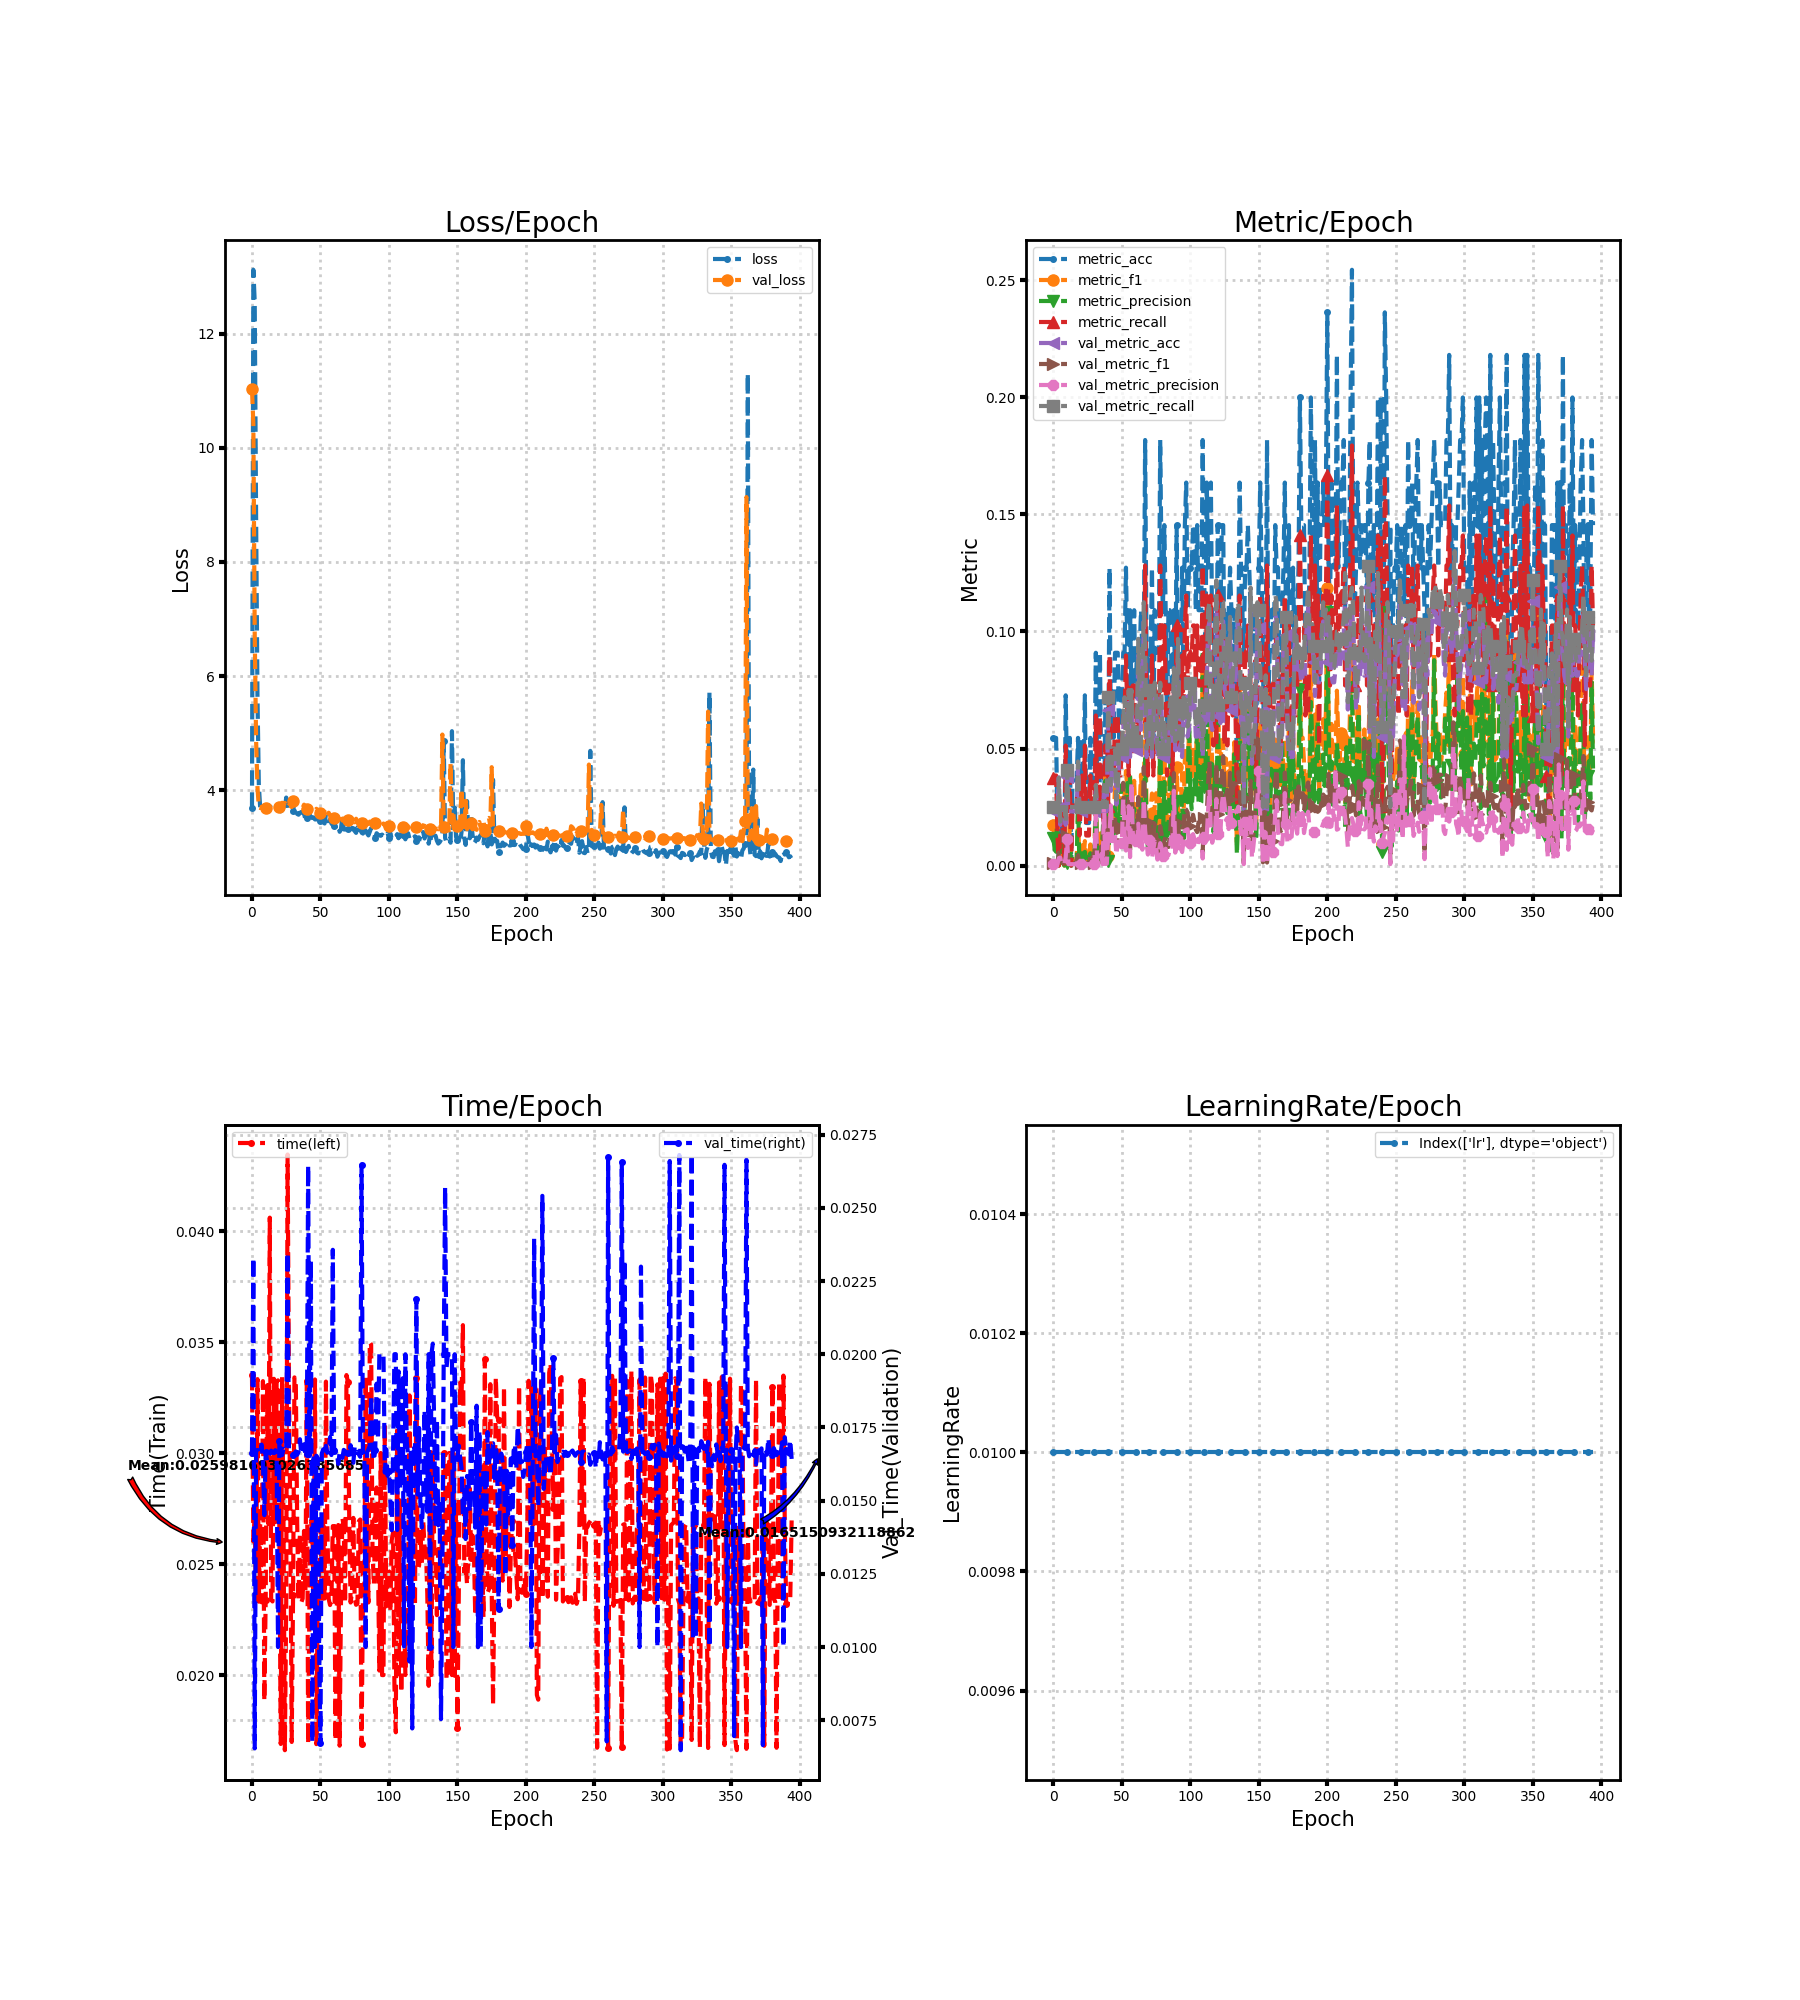 Loss/Epoch
loss
val_loss
12
10
8
6
4
Loss
0
50
100
150
200
250
300
350
400
Epoch
Metric/Epoch
metric_acc
metric_f1
metric_precision
metric_recall
val_metric_acc
val_metric_f1
val_metric_precision
val_metric_recall
0.25
0.20
0.15
0.10
0.05
0.00
Metric
0
50
100
150
200
250
300
350
400
Epoch
Time/Epoch
time(left)
val_time(right)
0.040
0.035
0.030
0.025
0.020
Time(Train)
0.0275
0.0250
0.0225
0.0200
0.0175
0.0150
0.0125
0.0100
0.0075
Val_Time(Validation)
Mean:0.0165150932118862
0
50
100
150
200
250
300
350
400
Epoch
LearningRate/Epoch
Index(['lr'], dtype='object')
0.0104
0.0102
0.0100
0.0098
0.0096
LearningRate
0
50
100
150
200
250
300
350
400
Epoch